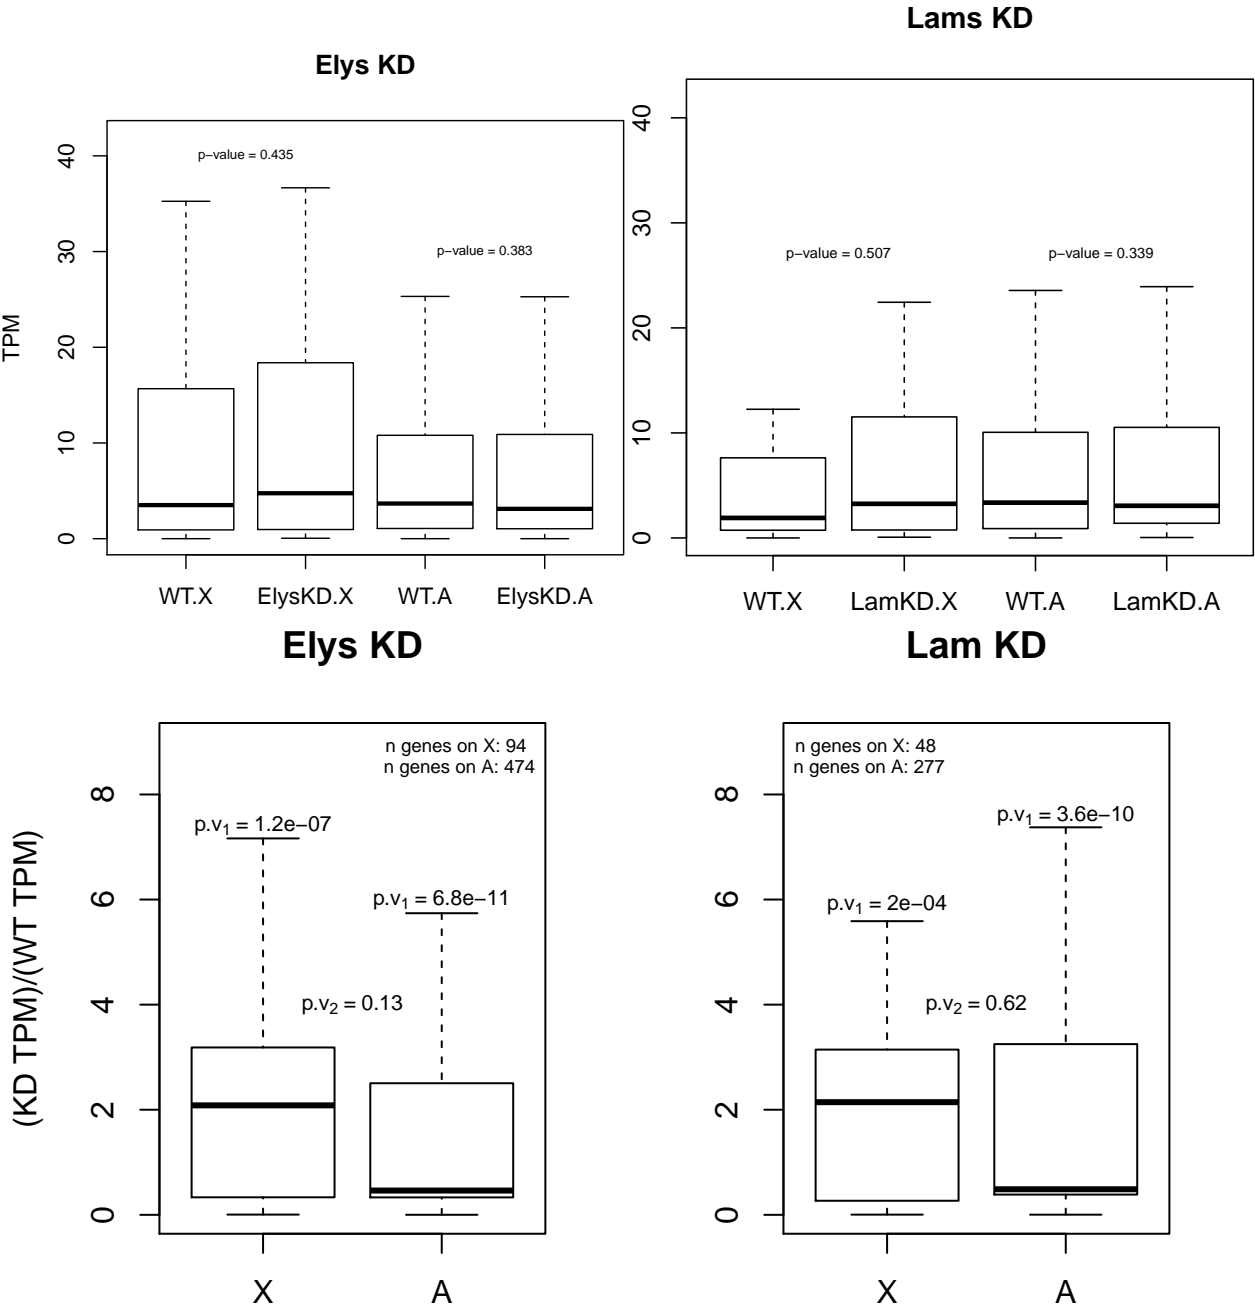 Lams KD
Elys KD
TPM
40
30
20
10
0
p−value = 0.435
p−value = 0.383
WT.X ElysKD.X WT.A ElysKD.A
40
30
20
10
0
p−value = 0.507
p−value = 0.339
WT.X LamKD.X WT.A LamKD.A
Elys KD
(KD TPM)/(WT TPM)
8
6
4
2
0
n genes on X: 94
n genes on A: 474
p.v1 = 1.2e−07
p.v1 = 6.8e−11
p.v2 = 0.13
X A
Lam KD
8
6
4
2
0
n genes on X: 48
n genes on A: 277
p.v1 = 3.6e−10
p.v1 = 2e−04
p.v2 = 0.62
X A